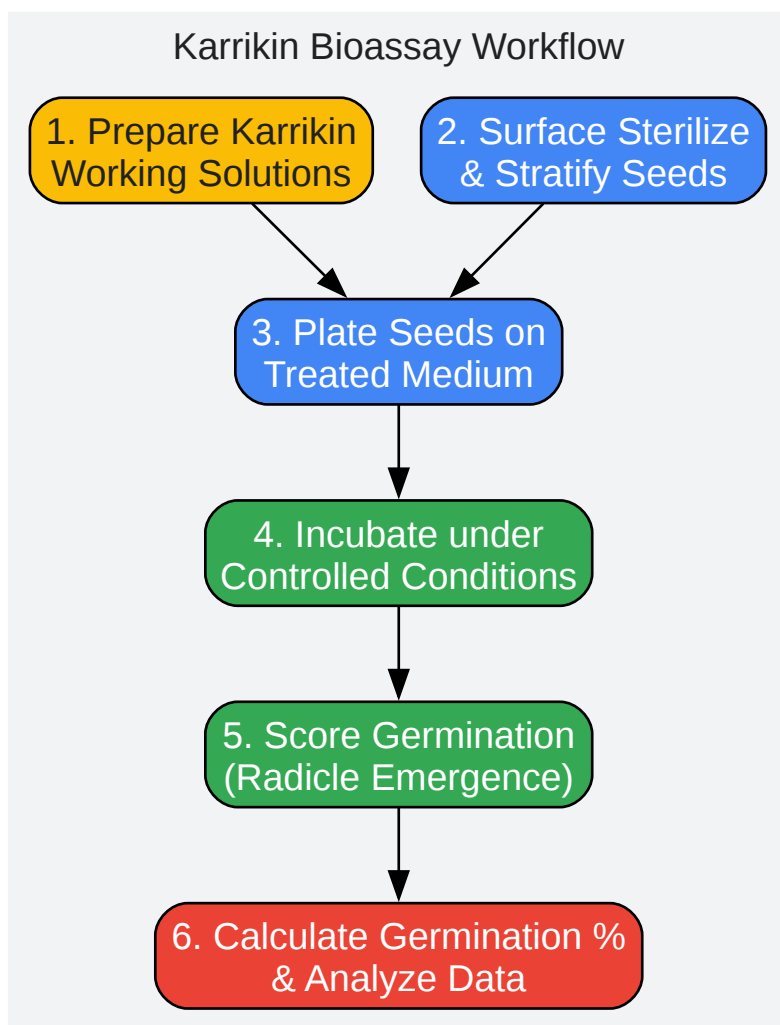 Karrikin Bioassay Workflow
1. Prepare Karrikin
Working Solutions
2. Surface Sterilize
& Stratify Seeds
3. Plate Seeds on
Treated Medium
4. Incubate under
Controlled Conditions
5. Score Germination
(Radicle Emergence)
6. Calculate Germination %
& Analyze Data